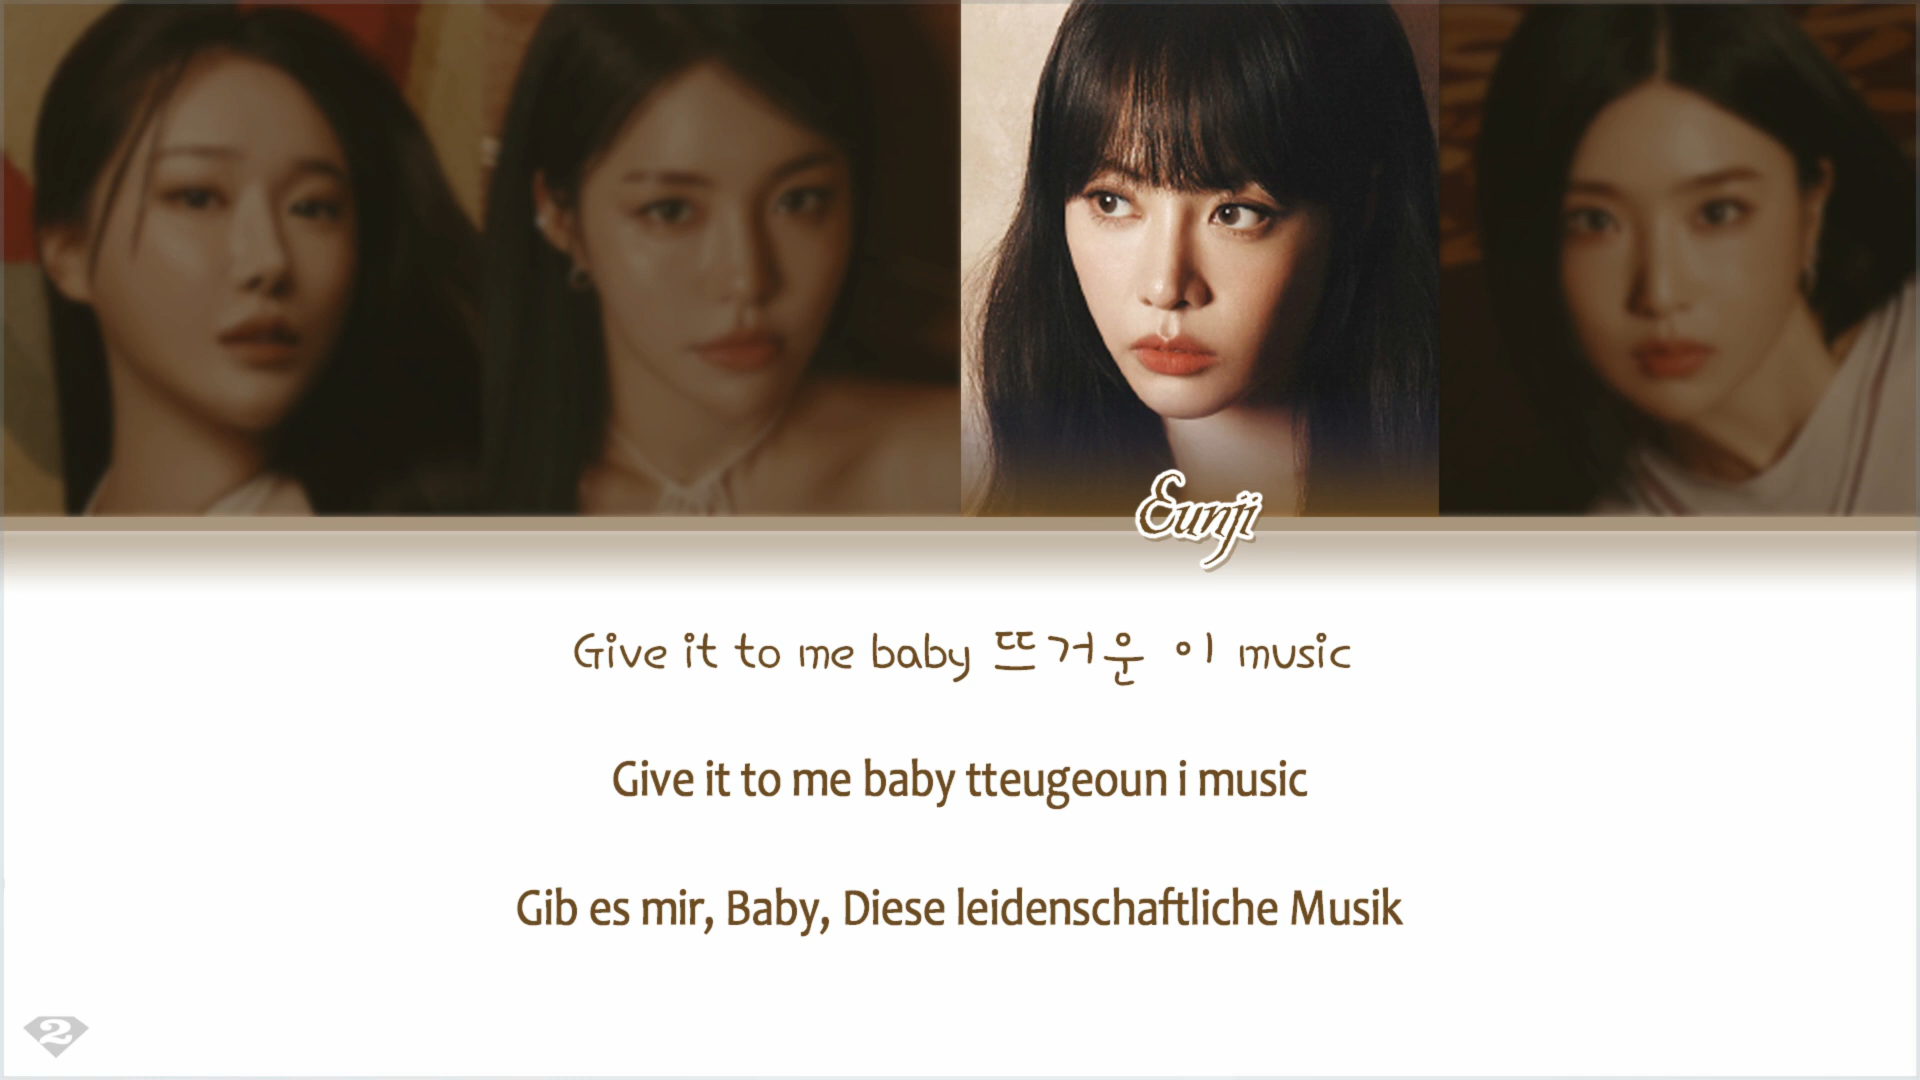 Eunji
Give it to me baby 뜨거운 이 music
Give it to me baby tteugeoun i music
Gib es mir, Baby, Diese leidenschaftliche Musik
2